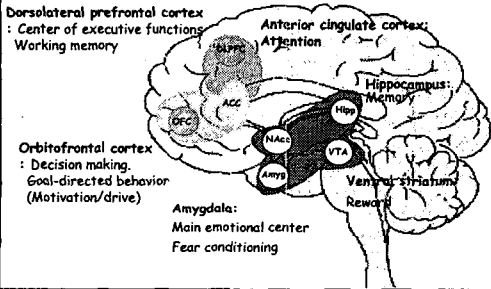 Dorsolateral prefrontal cortex
: Center of executive functions
Working memory
Anterior cingulate cortex:
Attention
DLPFC
Hippocampus:
Memory
ACC
Hipp
OFC
NAcc
VTA
Amyg
Orbitofrontal cortex
: Decision making.
Goal-directed behavior
(Motivation/drive)
Ventral striatum
Reward
Amygdala:
Main emotional center
Fear conditioning